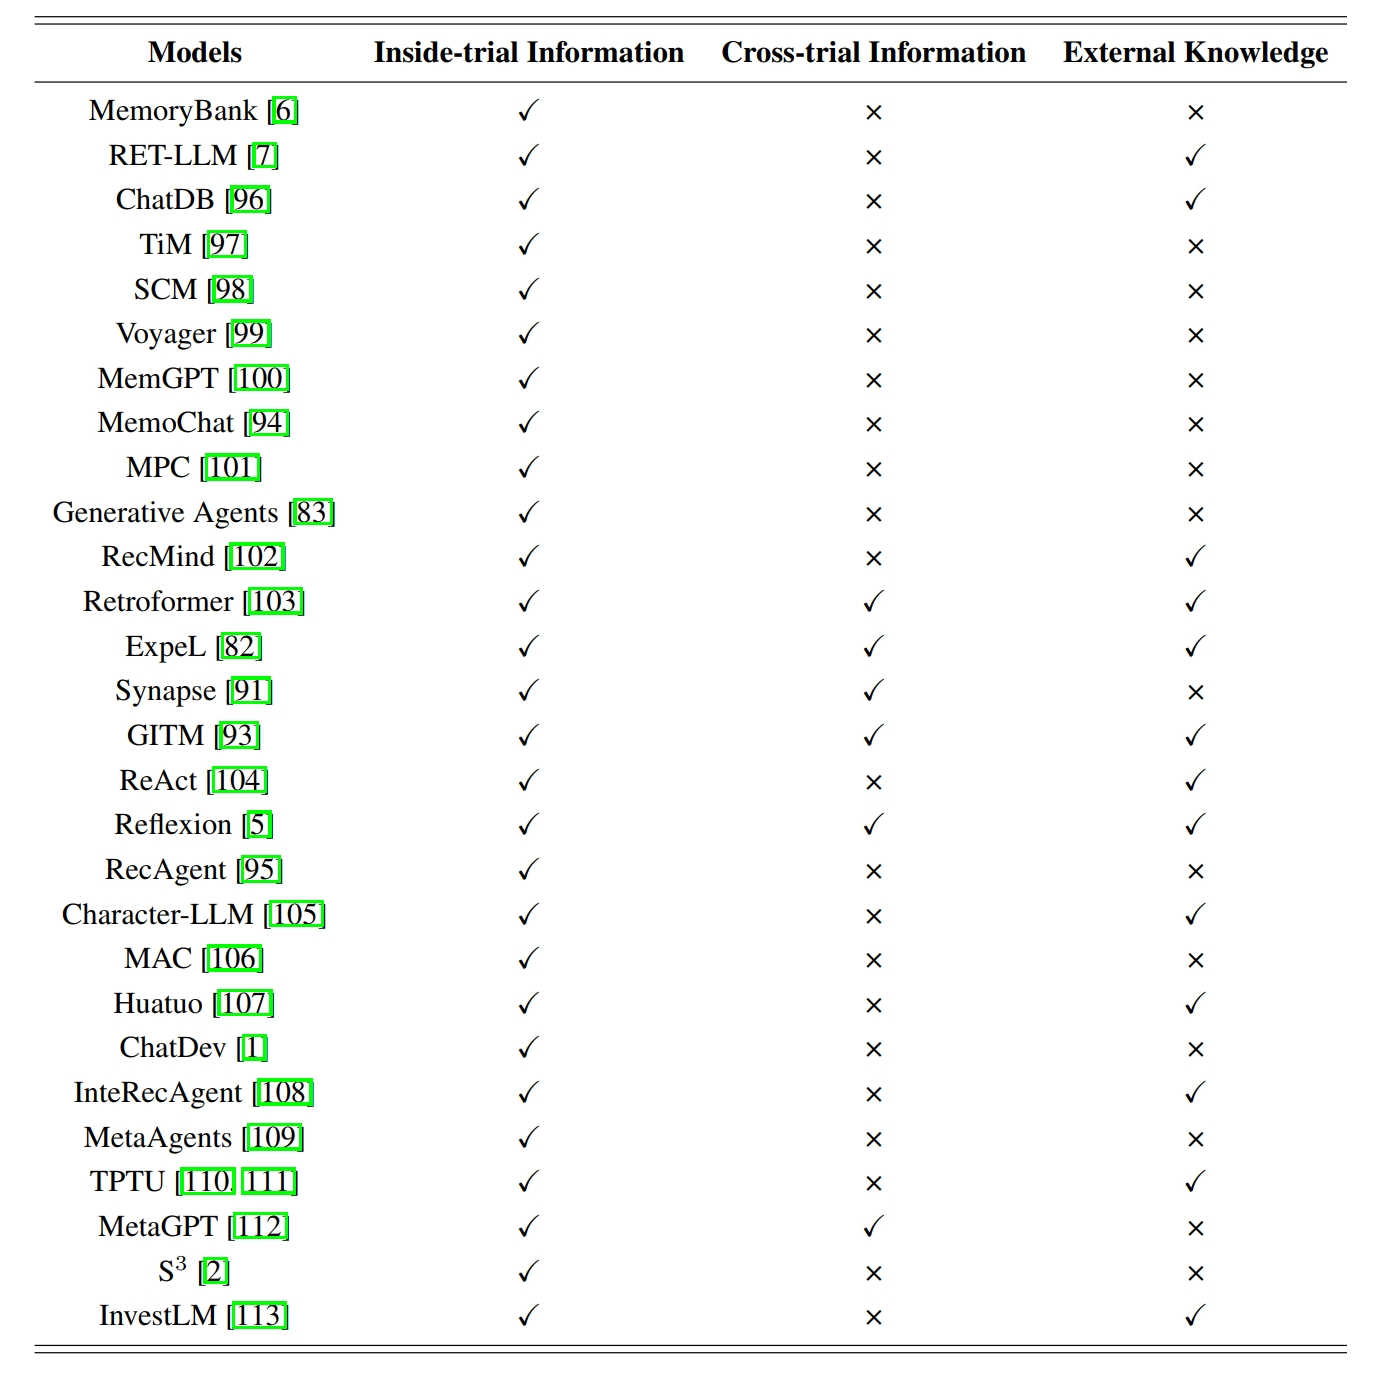 Models Inside-trial Information Cross-trial Information External Knowledge
MemoryBank [6] ✓ × ×
RET-LLM [7] ✓ × ✓
ChatDB [96] ✓ × ✓
TiM [97] ✓ × ×
SCM [98] ✓ × ×
Voyager [99] ✓ × ×
MemGPT [100] ✓ × ×
MemoChat [94] ✓ × ×
MPC [101] ✓ × ×
Generative Agents [83] ✓ × ×
RecMind [102] ✓ × ✓
Retroformer [103] ✓ ✓ ✓
ExpeL [82] ✓ ✓ ✓
Synapse [91] ✓ ✓ ×
GITM [93] ✓ ✓ ✓
ReAct [104] ✓ × ✓
Reflexion [5] ✓ ✓ ✓
RecAgent [95] ✓ × ×
Character-LLM [105] ✓ × ✓
MAC [106] ✓ × ×
Huatuo [107] ✓ × ✓
ChatDev [1] ✓ × ×
InteRecAgent [108] ✓ × ✓
MetaAgents [109] ✓ × ×
TPTU [110, 111] ✓ × ✓
MetaGPT [112] ✓ ✓ ×
S³ [2] ✓ × ×
InvestLM [113] ✓ × ✓